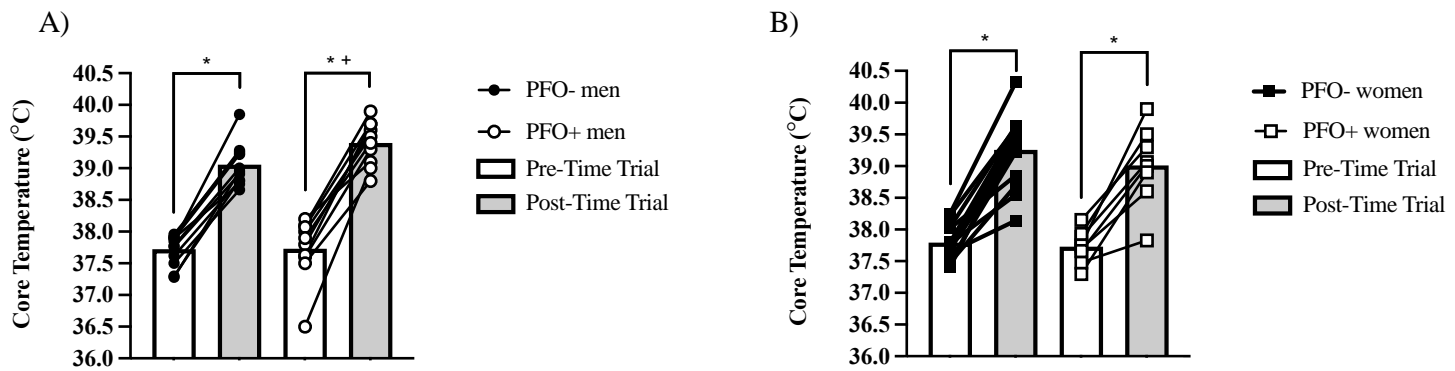 A)
Core Temperature (°C)
40.5
40.0
39.5
39.0
38.5
38.0
37.5
37.0
36.5
36.0
*
* +
PFO- men
PFO+ men
Pre-Time Trial
Post-Time Trial
B)
Core Temperature (°C)
40.5
40.0
39.5
39.0
38.5
38.0
37.5
37.0
36.5
36.0
*
*
PFO- women
PFO+ women
Pre-Time Trial
Post-Time Trial